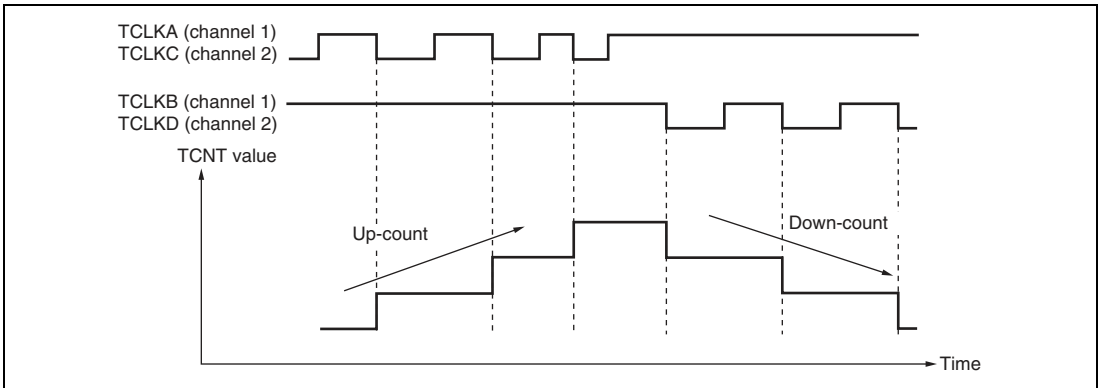 TCLKA (channel 1)
TCLKC (channel 2)
TCLKB (channel 1)
TCLKD (channel 2)
TCNT value
Up-count
Down-count
Time